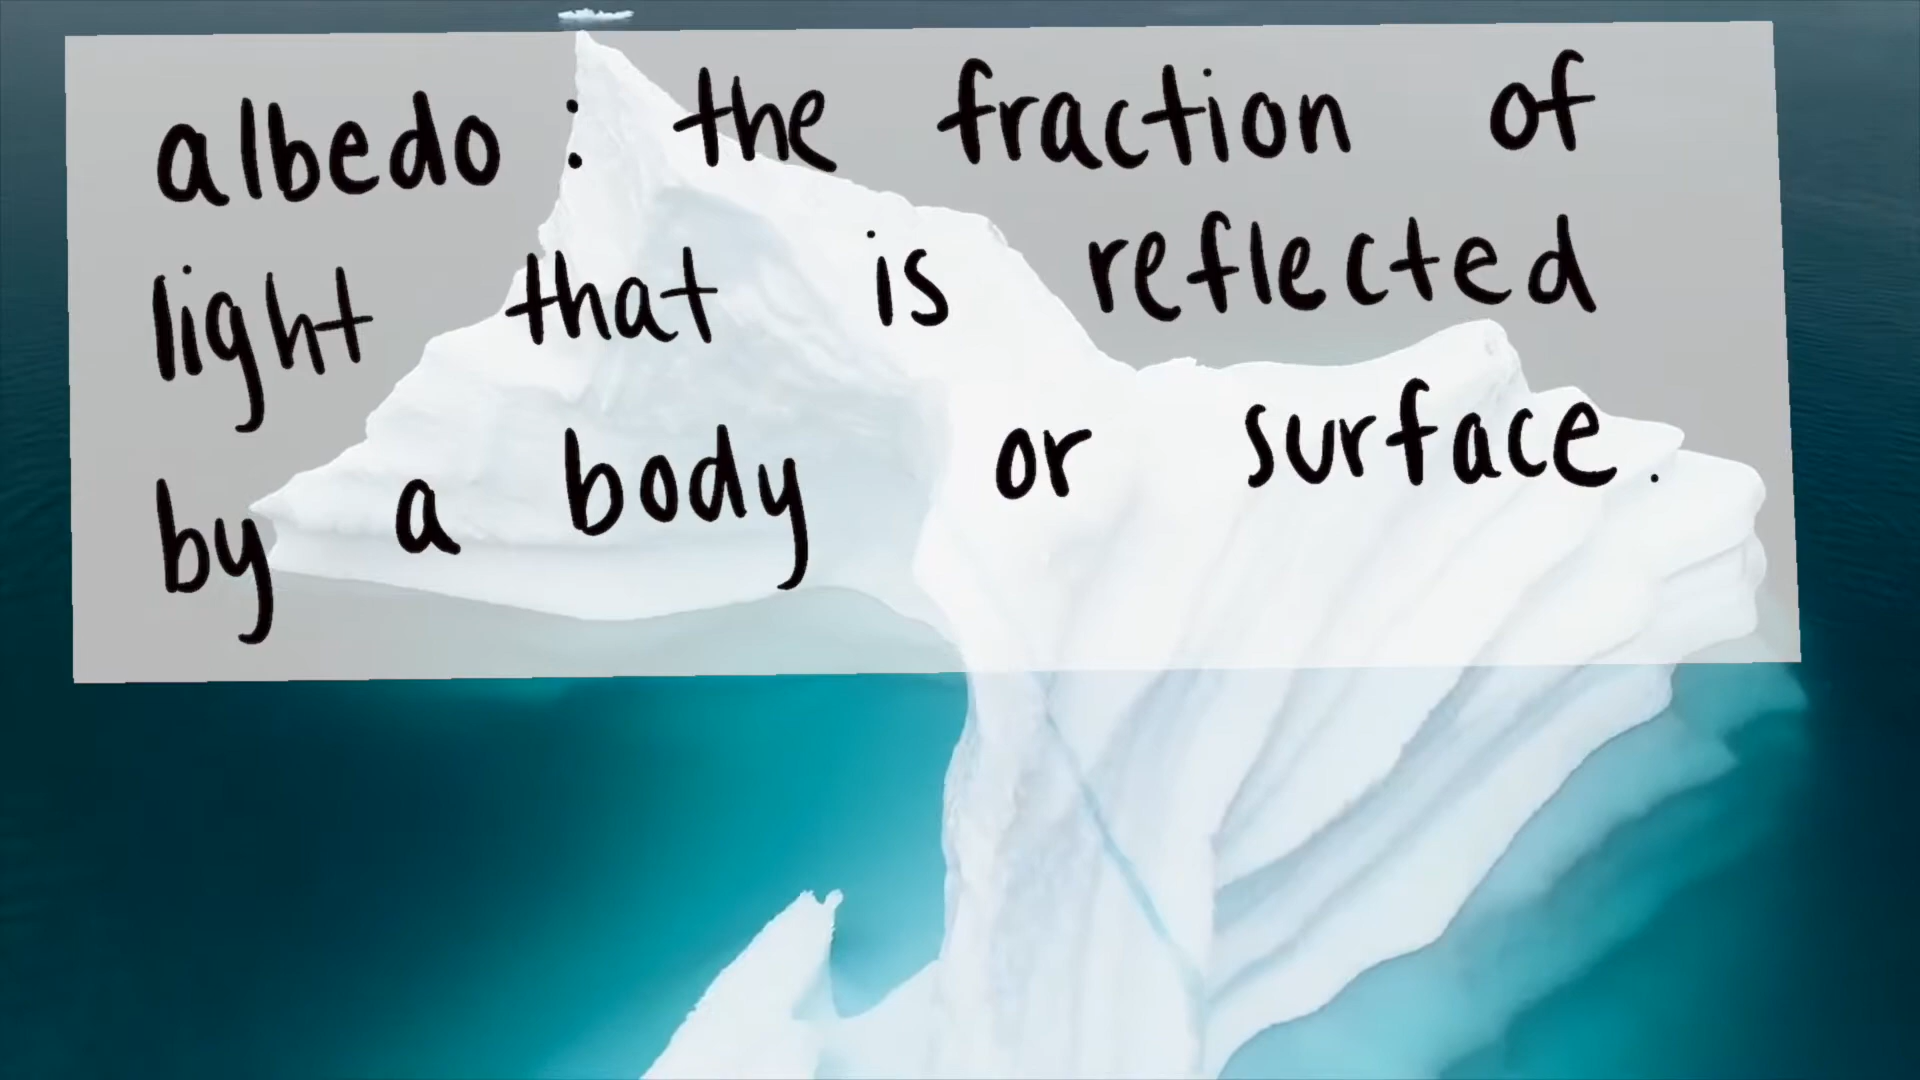 albedo : the fraction of
light that is reflected
by a body or surface.